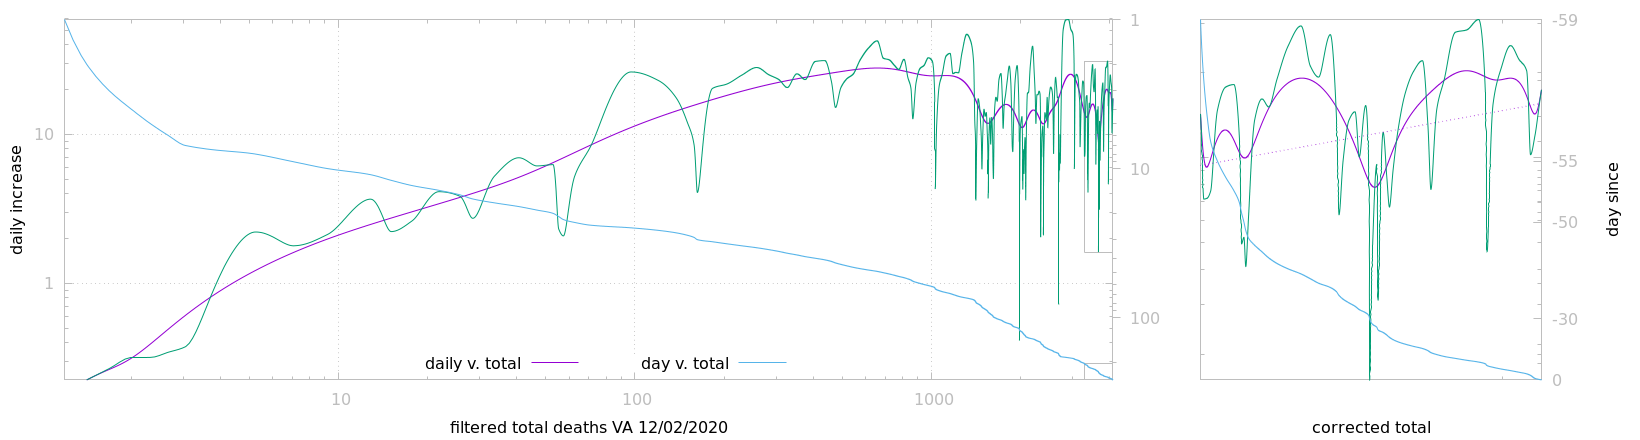 1
-59
10
-55
daily increase
10
day since
-50
1
100
-30
daily v. total
day v. total
0
10
100
1000
filtered total deaths VA 12/02/2020
corrected total